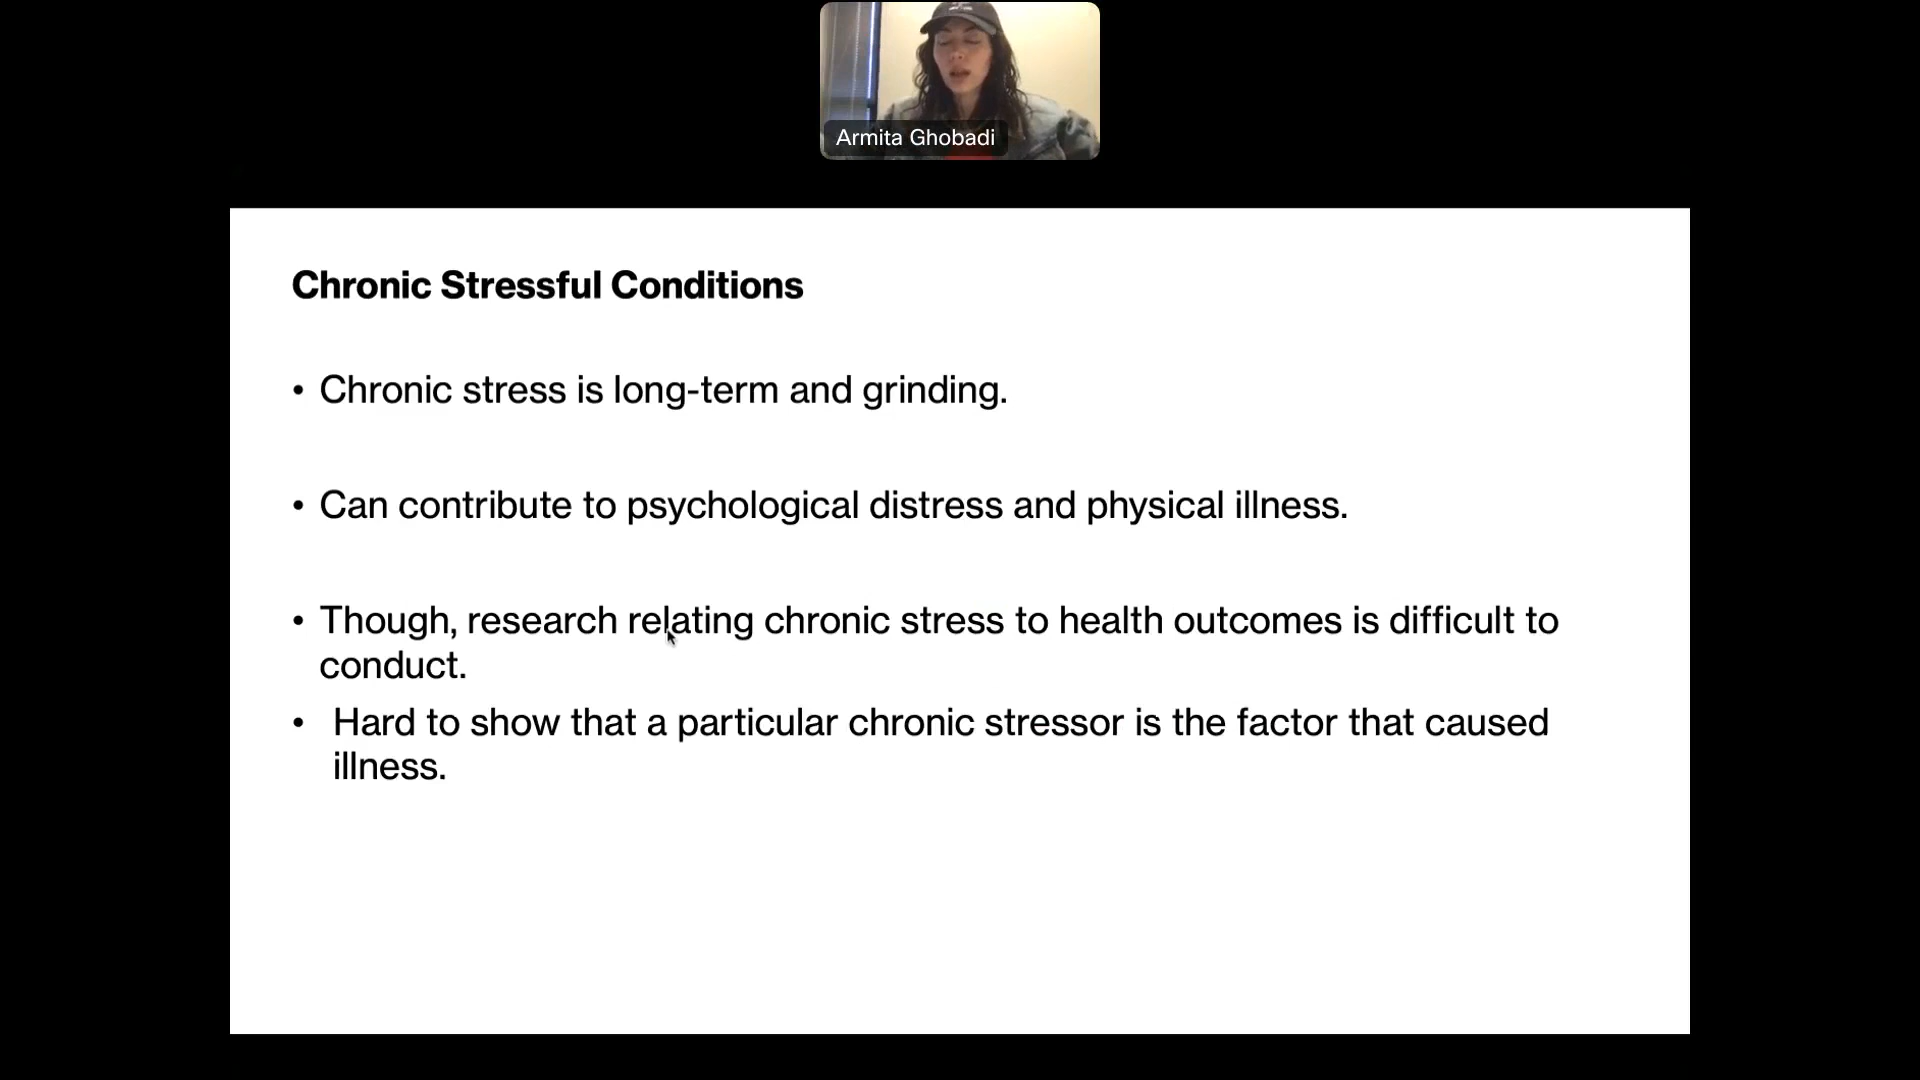 Armita Ghobadi
Chronic Stressful Conditions
• Chronic stress is long-term and grinding.
• Can contribute to psychological distress and physical illness.
• Though, research relating chronic stress to health outcomes is difficult to
conduct.
• Hard to show that a particular chronic stressor is the factor that caused
illness.